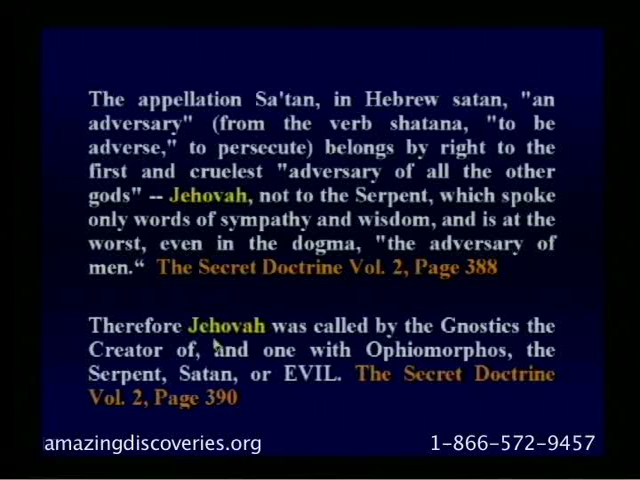 The appellation Sa'tan, in Hebrew satan, "an
adversary" (from the verb shatana, "to be
adverse," to persecute) belongs by right to the
first and cruelest "adversary of all the other
gods" -- Jehovah, not to the Serpent, which spoke
only words of sympathy and wisdom, and is at the
worst, even in the dogma, "the adversary of
men.“ The Secret Doctrine Vol. 2, Page 388
Therefore Jehovah was called by the Gnostics the
Creator of, and one with Ophiomorphos, the
Serpent, Satan, or EVIL. The Secret Doctrine
Vol. 2, Page 390
amazingdiscoveries.org 1-866-572-9457